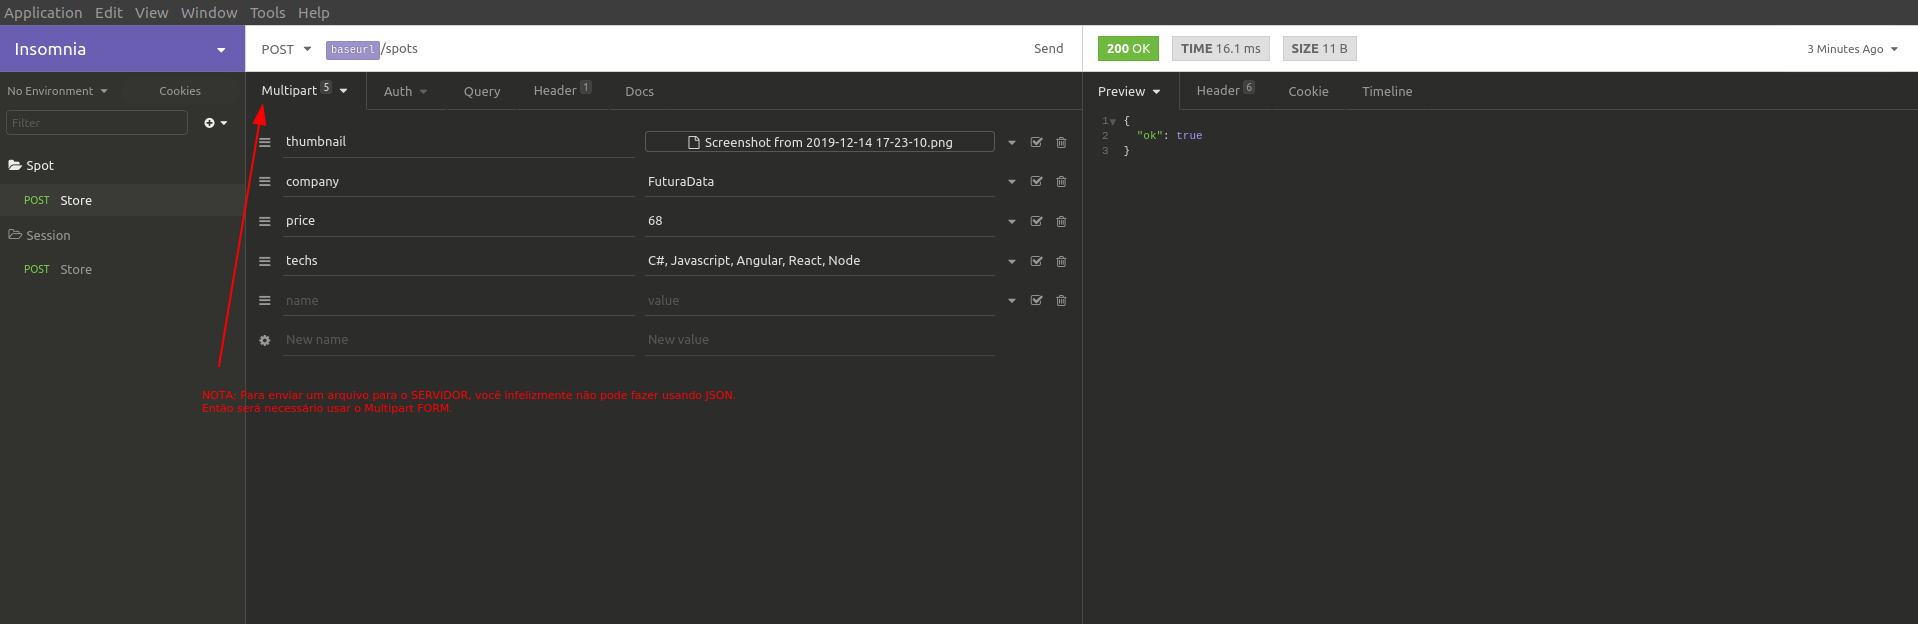 Application Edit View Window Tools Help
Insomnia
POST baseurl/spots Send
200 OK TIME 16.1 ms SIZE 11 B 3 Minutes Ago
No Environment Cookies
Multipart 5 Auth Query Header 1 Docs
Preview Header 6 Cookie Timeline
Filter
Spot
POST Store
Session
POST Store
thumbnail Screenshot from 2019-12-14 17-23-10.png
company FuturaData
price 68
techs C#, Javascript, Angular, React, Node
name value
New name New value
NOTA: Para enviar um arquivo para o SERVIDOR, você infelizmente não pode fazer usando JSON.
Então será necessário usar o Multipart FORM.
1 {
2 "ok": true
3 }